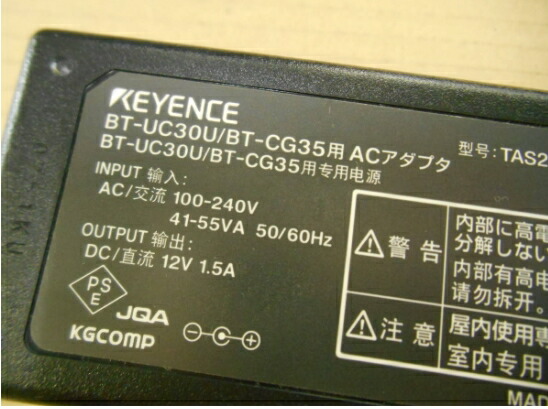 KEYENCE
BT-UC30U/BT-CG35用 ACアダプタ
BT-UC30U/BT-CG35用专用电源
型号: TAS2
INPUT 输入:
AC/交流 100-240V
41-55VA 50/60Hz
OUTPUT 输出:
DC/直流 12V 1.5A
PSE
JQA
KGCOMP
警告
内部に高電
分解しない
内部有高电
请勿拆开。
注意
屋内使用専
室内专用
MAD